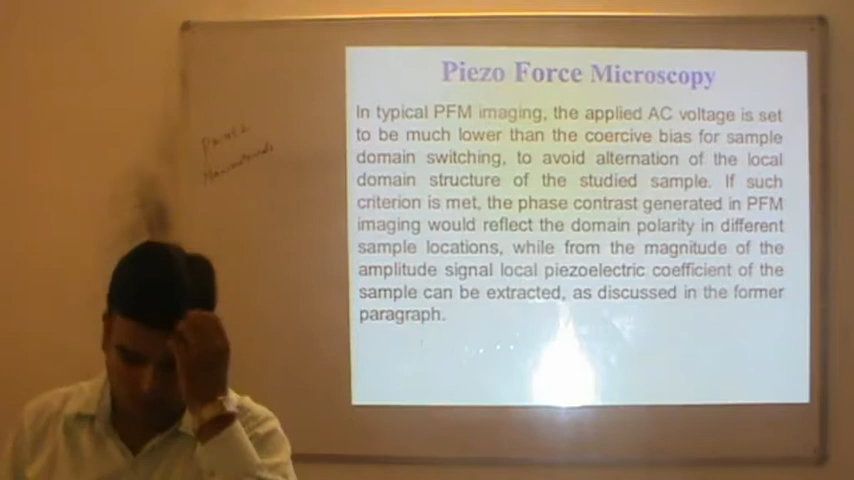 Piezo Force Microscopy
In typical PFM imaging, the applied AC voltage is set
to be much lower than the coercive bias for sample
domain switching, to avoid alternation of the local
domain structure of the studied sample. If such
criterion is met, the phase contrast generated in PFM
imaging would reflect the domain polarity in different
sample locations, while from the magnitude of the
amplitude signal local piezoelectric coefficient of the
sample can be extracted, as discussed in the former
paragraph.